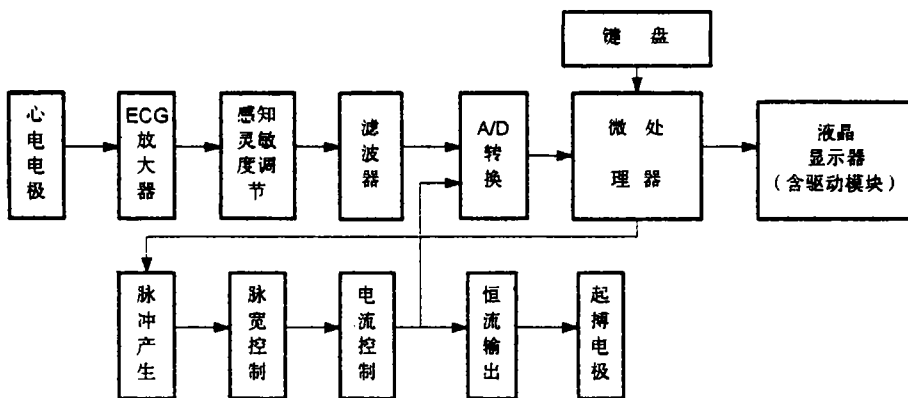 键 盘
心
电
电
极
ECG
放
大
器
感知
灵敏
度调
节
滤
波
器
A/D
转
换
微 处
理 器
液晶
显示器
(含驱动模块)
脉
冲
产
生
脉
宽
控
制
电
流
控
制
恒
流
输
出
起
搏
电
极